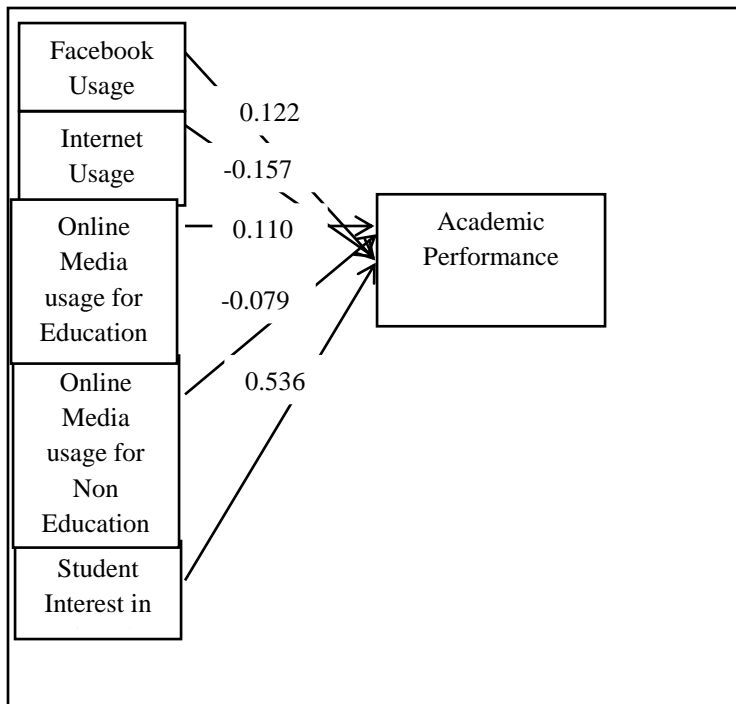 Facebook
Usage
0.122
Internet
Usage
-0.157
Online
Media
usage for
Education
0.110
Academic
Performance
-0.079
Online
Media
usage for
Non
Education
0.536
Student
Interest in